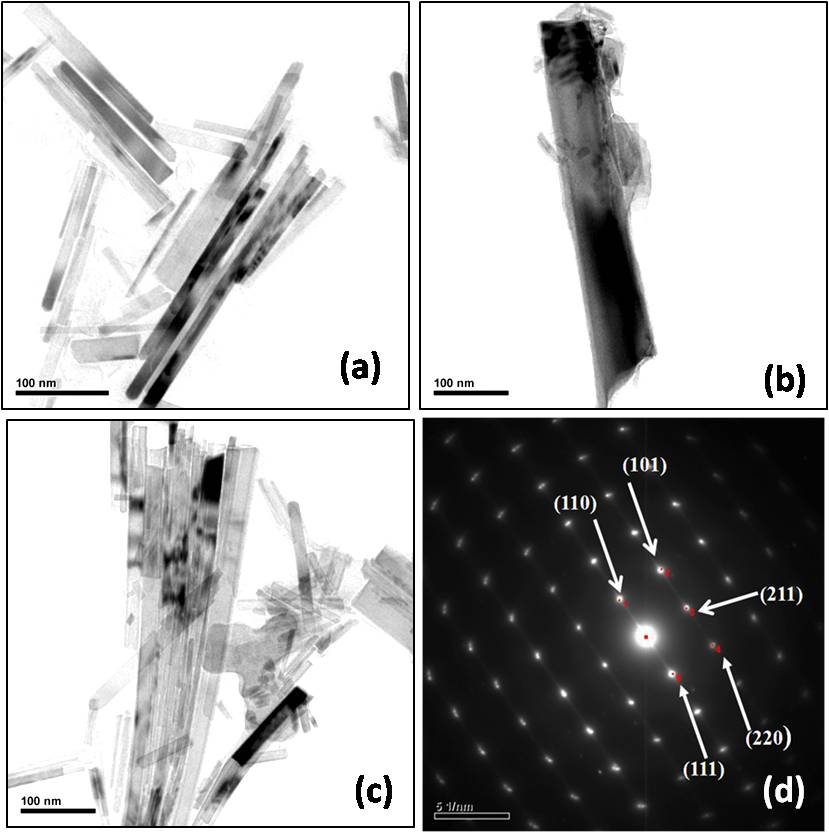 100 nm
(a)
100 nm
(b)
100 nm
(c)
(101)
(110)
(211)
(220)
(111)
5 1/nm
(d)